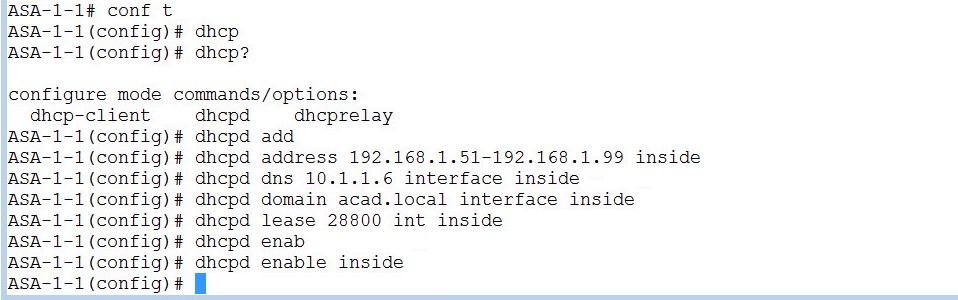 ASA-1-1# conf t
ASA-1-1(config)# dhcp
ASA-1-1(config)# dhcp?
configure mode commands/options:
  dhcp-client    dhcpd    dhcprelay
ASA-1-1(config)# dhcpd add
ASA-1-1(config)# dhcpd address 192.168.1.51-192.168.1.99 inside
ASA-1-1(config)# dhcpd dns 10.1.1.6 interface inside
ASA-1-1(config)# dhcpd domain acad.local interface inside
ASA-1-1(config)# dhcpd lease 28800 int inside
ASA-1-1(config)# dhcpd enab
ASA-1-1(config)# dhcpd enable inside
ASA-1-1(config)#